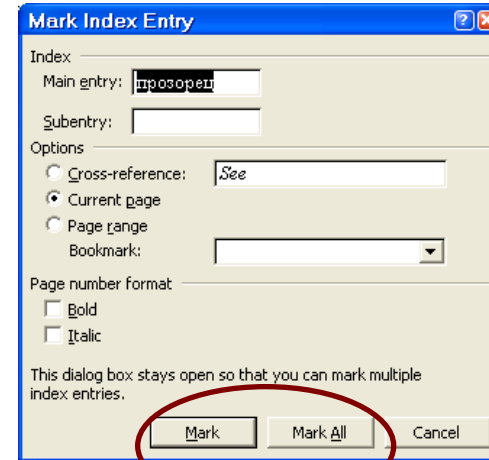 Mark Index Entry
Index
Main entry: прозорец
Subentry:
Options
Cross-reference: See
Current page
Page range
Bookmark:
Page number format
Bold
Italic
This dialog box stays open so that you can mark multiple
index entries.
Mark Mark All Cancel